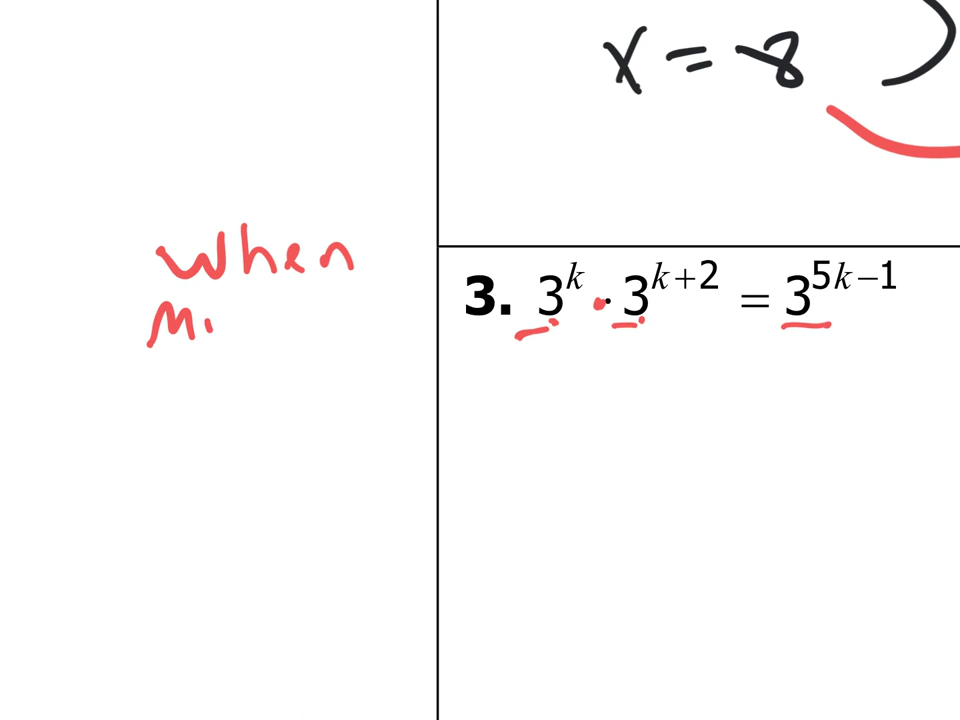 x = -8
when
3. 3^k · 3^{k+2} = 3^{5k-1}